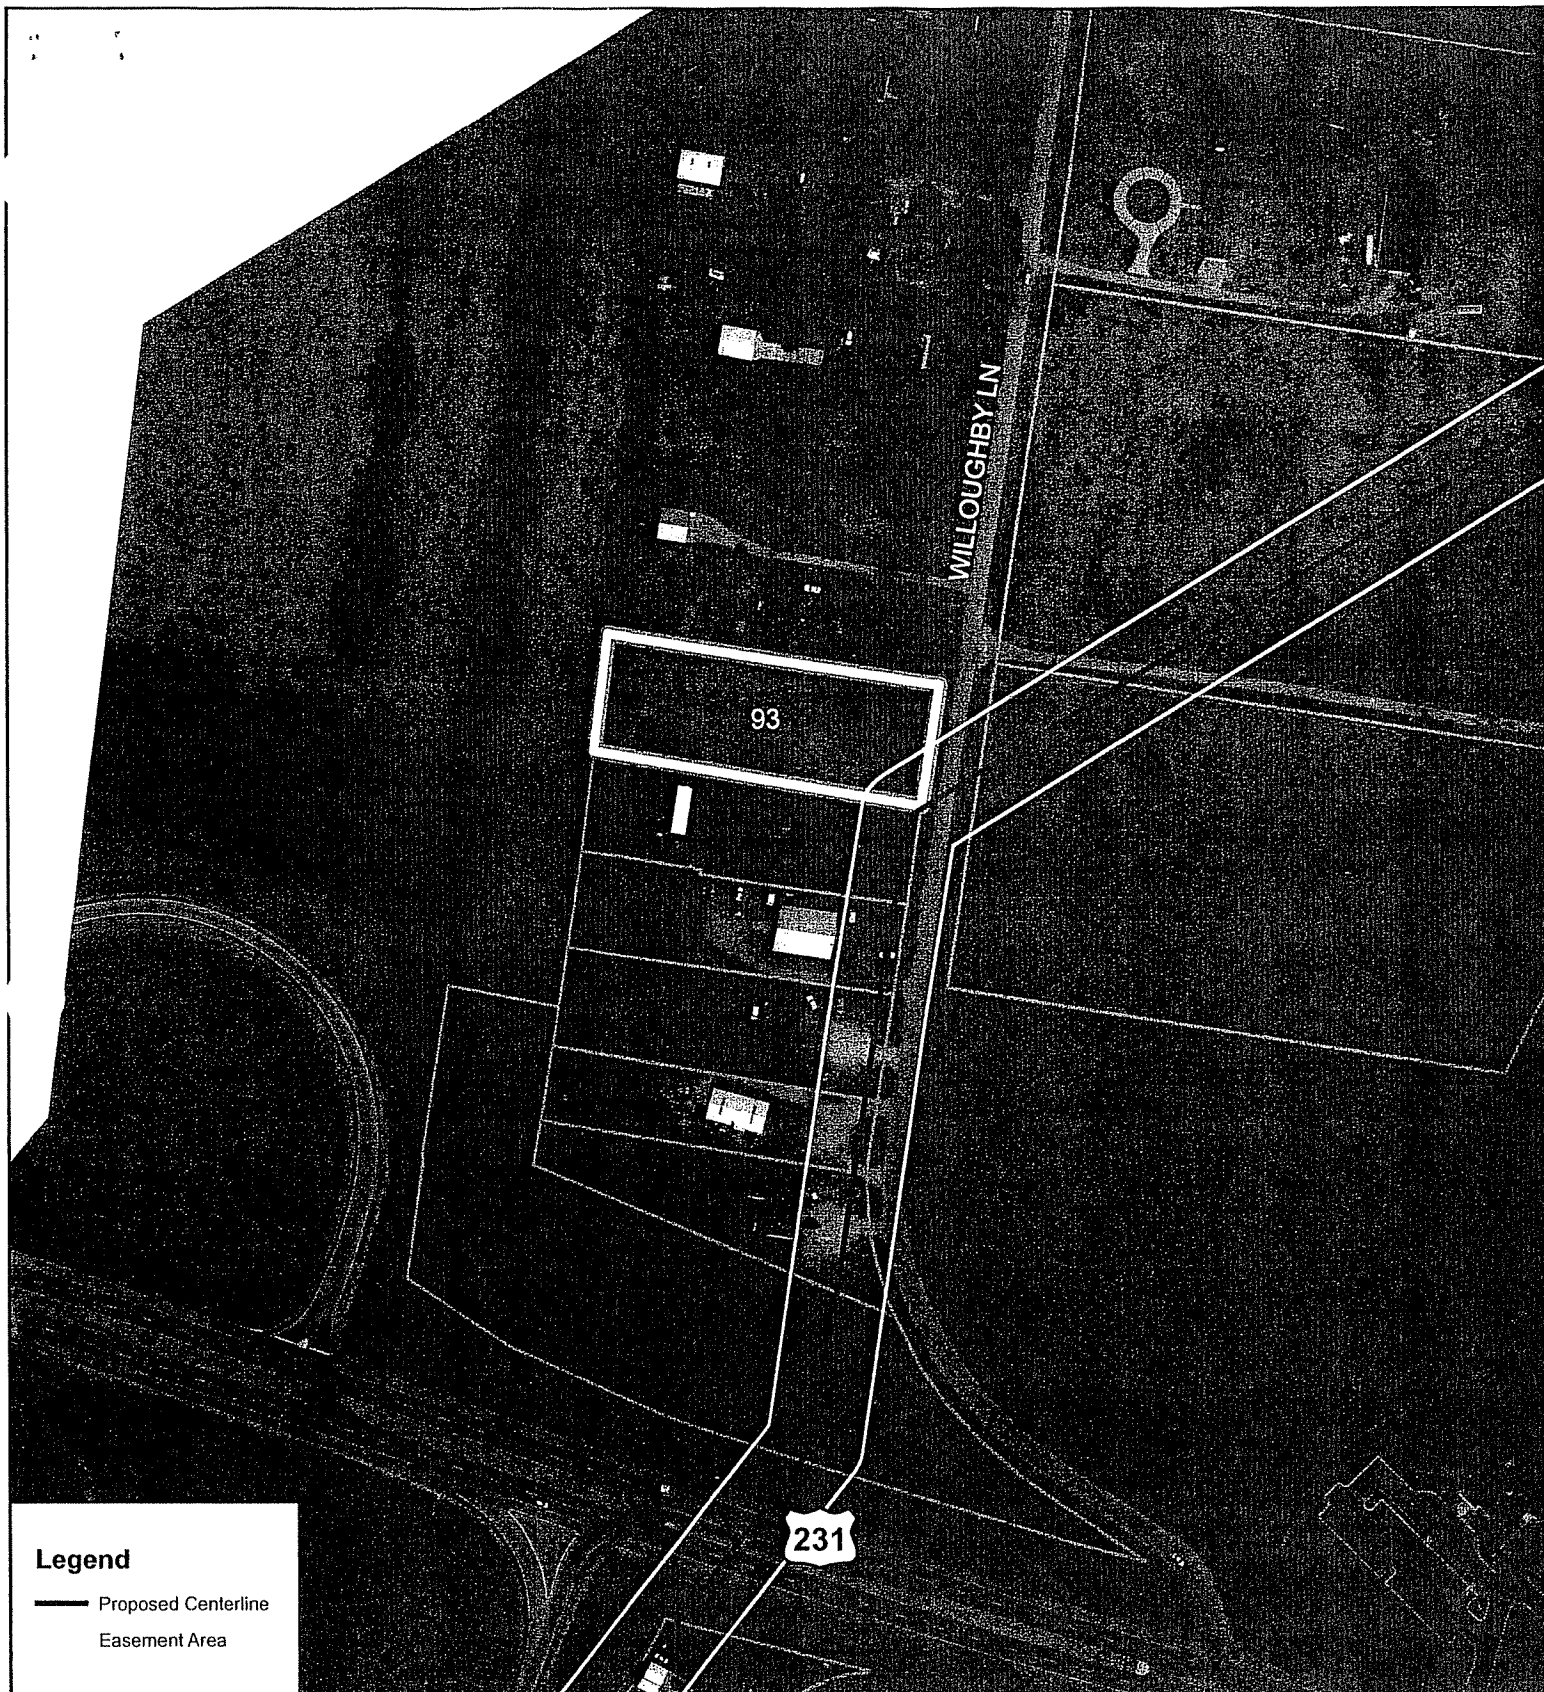 WILLOUGHBY LN
93
231
Legend
Proposed Centerline
Easement Area